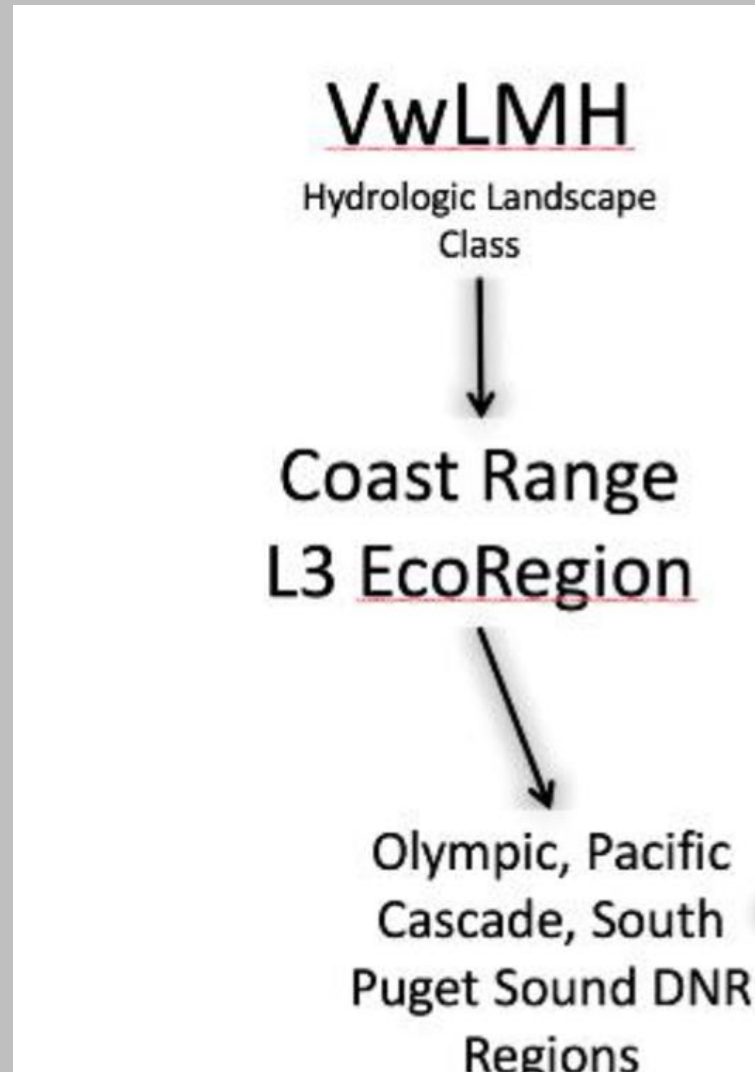 VwLMH
Hydrologic Landscape
Class
Coast Range
L3 EcoRegion
Olympic, Pacific
Cascade, South
Puget Sound DNR
Regions